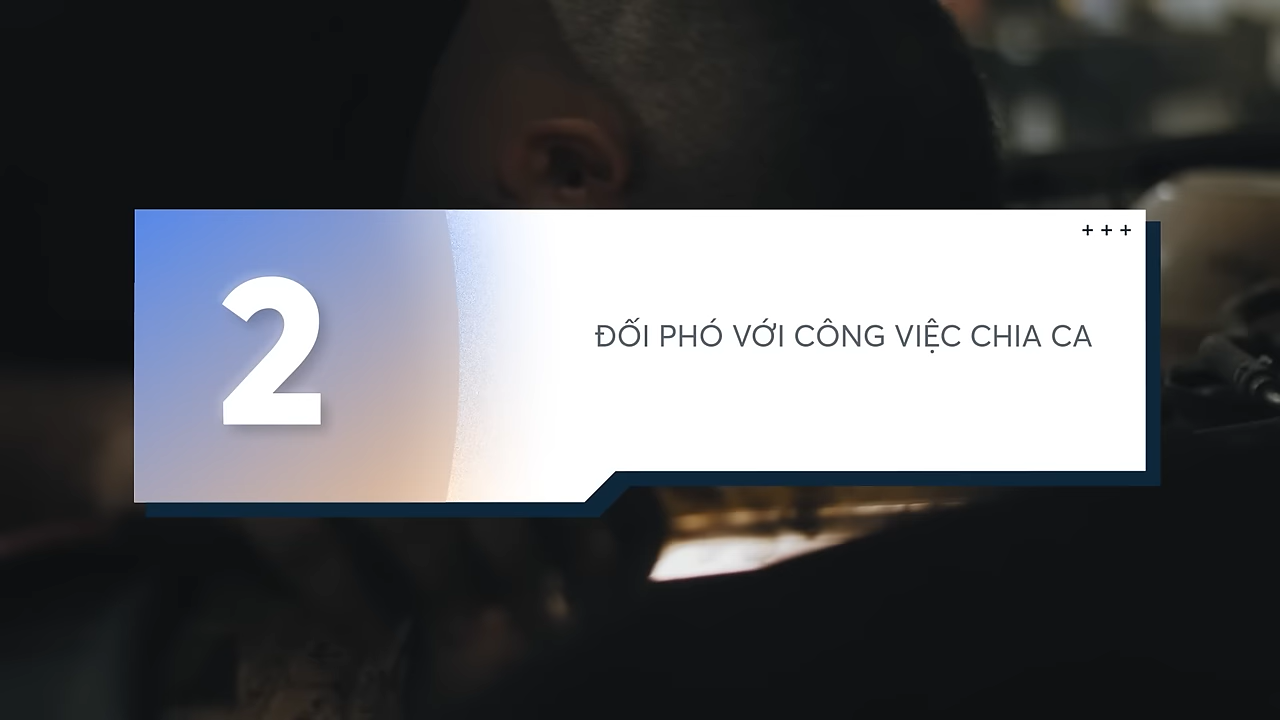 + + +
2
ĐỐI PHÓ VỚI CÔNG VIỆC CHIA CA